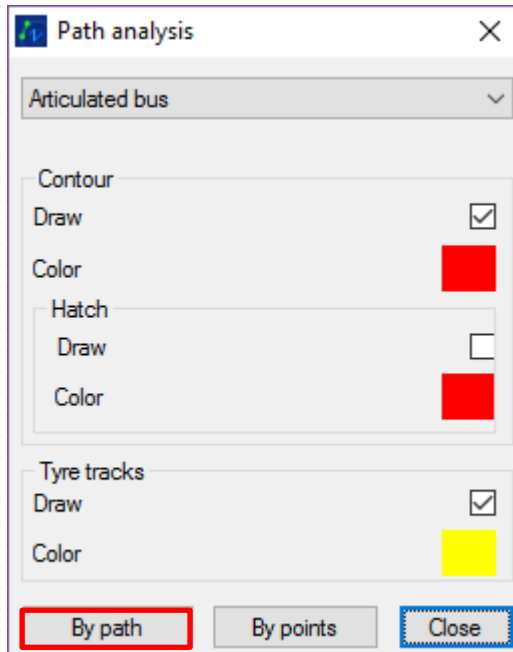 Path analysis
Articulated bus
Contour
Draw
Color
Hatch
Draw
Color
Tyre tracks
Draw
Color
By path By points Close